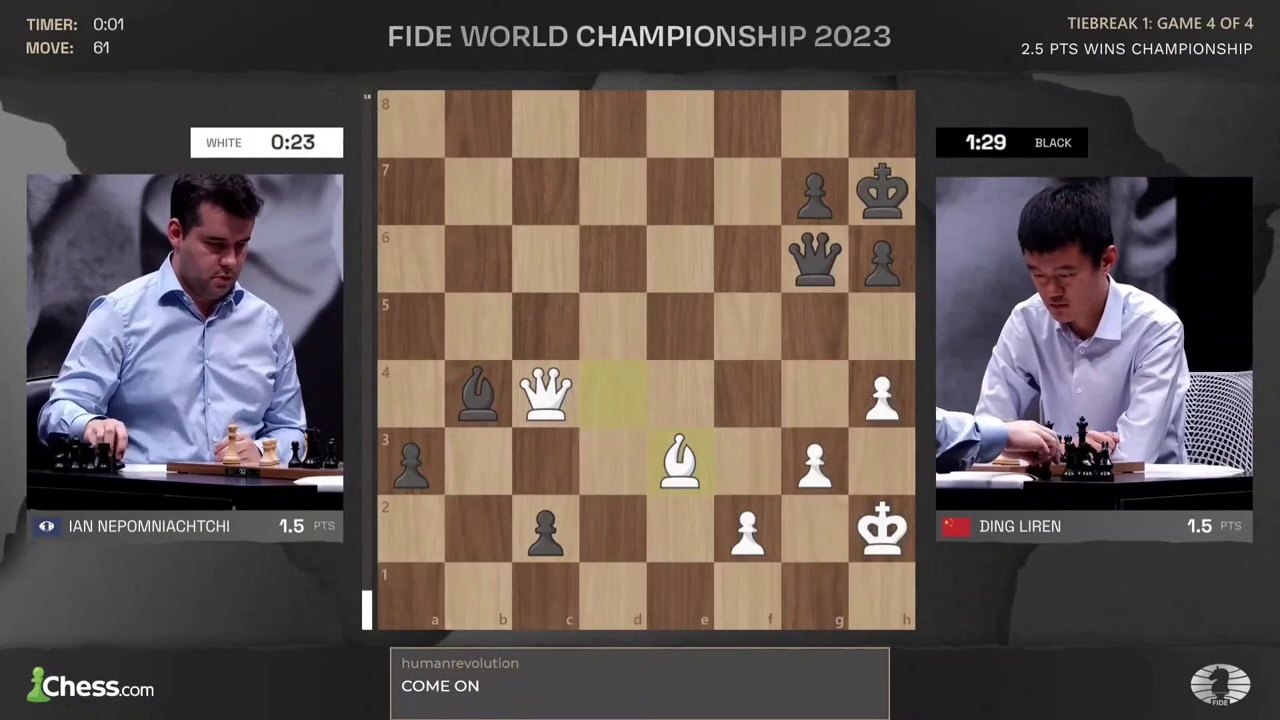 TIMER: 0:01
MOVE: 61
FIDE WORLD CHAMPIONSHIP 2023
TIEBREAK 1: GAME 4 OF 4
2.5 PTS WINS CHAMPIONSHIP
WHITE 0:23
1:29 BLACK
8
7
6
5
4
3
2
1
a b c d e f g h
IAN NEPOMNIACHTCHI 1.5 PTS
DING LIREN 1.5 PTS
humanrevolution
COME ON
Chess.com
FIDE